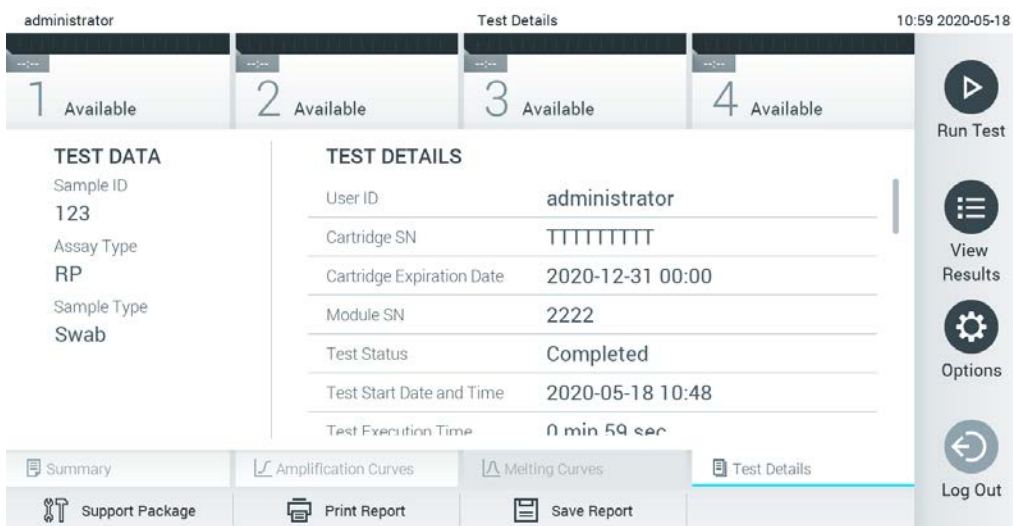 administrator Test Details 10:59 2020-05-18
--:-- --:-- --:-- --:--
1 Available 2 Available 3 Available 4 Available
Run Test
TEST DATA
Sample ID
123
Assay Type
RP
Sample Type
Swab
TEST DETAILS
User ID administrator
Cartridge SN TTTTTTTTT
Cartridge Expiration Date 2020-12-31 00:00
Module SN 2222
Test Status Completed
Test Start Date and Time 2020-05-18 10:48
Test Execution Time 0 min 59 sec
View
Results
Options
Log Out
Summary Amplification Curves Melting Curves Test Details
Support Package Print Report Save Report